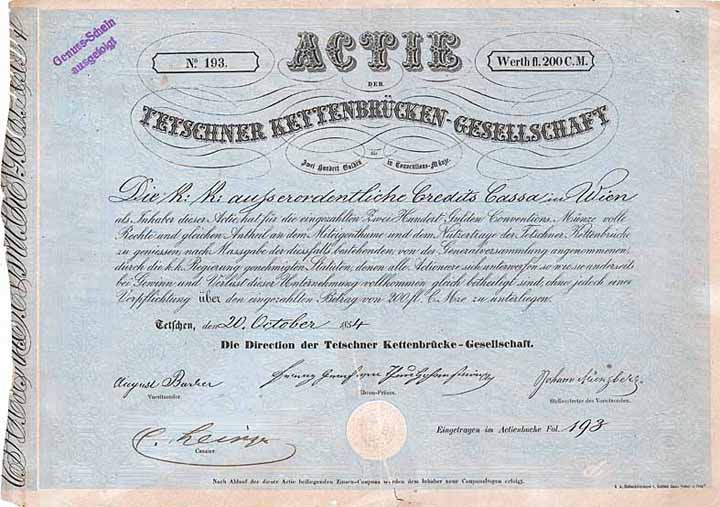 Genuss-Schein
ausgefolgt
No 193.
ACTIE
Werth fl. 200 C.M.
DER
TETSCHNER KETTENBRÜCKEN-GESELLSCHAFT
Zwei Hundert Gulden in Conventions-Münze.
Die K: K: ausserordentliche Credits Cassa in Wien
als Inhaber dieser Actie, hat für die eingezahlten Zwei Hundert Gulden Conventions Münze volle
Rechte und gleichen Antheil an dem Miteigenthume und dem Nutzertrage der Tetschner Kettenbrücke
zu geniessen, nach Massgabe der diessfalls bestehenden, von der Generalversammlung angenommenen,
durch die k.k. Regierung genehmigten Statuten, denen alle Actionere sich unterwerfen, so wie sie anderseits
bei Gewinn und Verlust dieser Unternehmung vollkommen gleich betheiligt sind, ohne jedoch einer
Verpflichtung über den eingezahlten Betrag von 200 fl. C. Mze zu unterliegen.
Tetschen, den 20. October 1854
Die Direction der Tetschner Kettenbrücke-Gesellschaft.
August
Vorsitzender.
Johann Münzberg
Stellvertreter des Vorsitzenden.
Cassier.
Eingetragen im Actienbuche Fol. 193
Nach Ablauf der dieser Actie beiliegenden Zinsen-Coupons werden dem Inhaber neue Couponsbogen erfolgt.